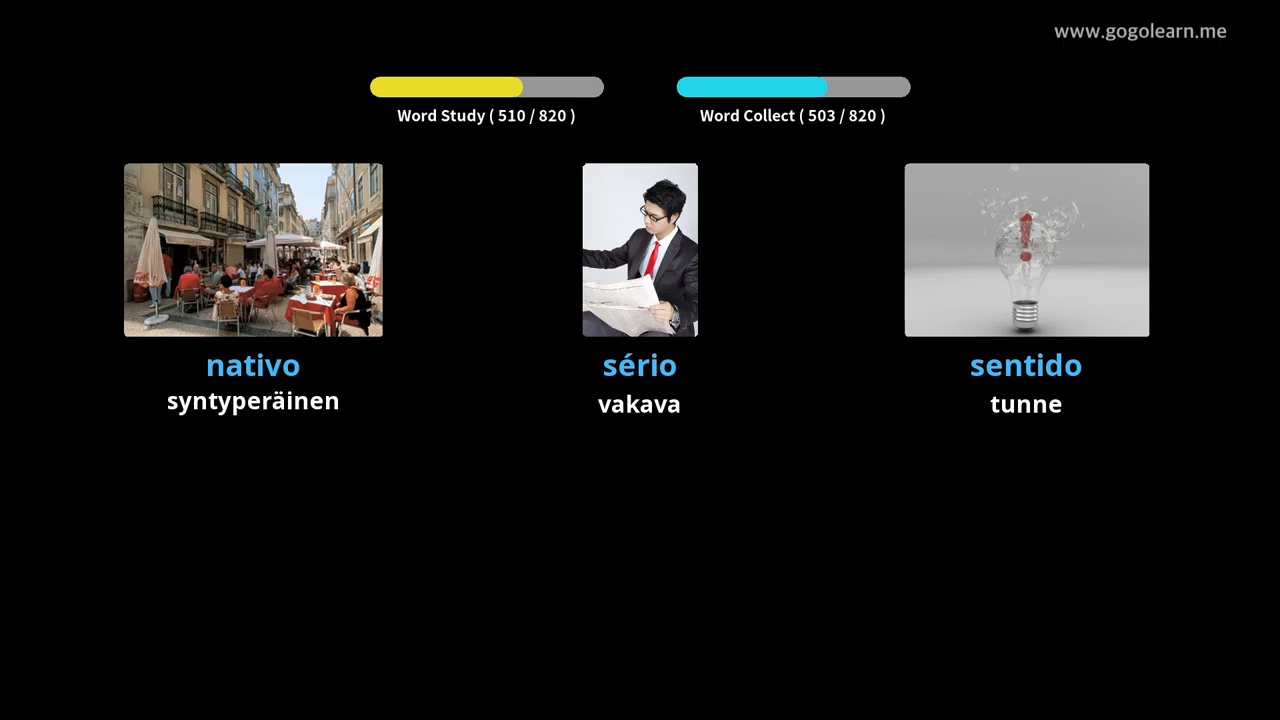 www.gogolearn.me
Word Study ( 510 / 820 )
Word Collect ( 503 / 820 )
nativo
syntyperäinen
sério
vakava
sentido
tunne